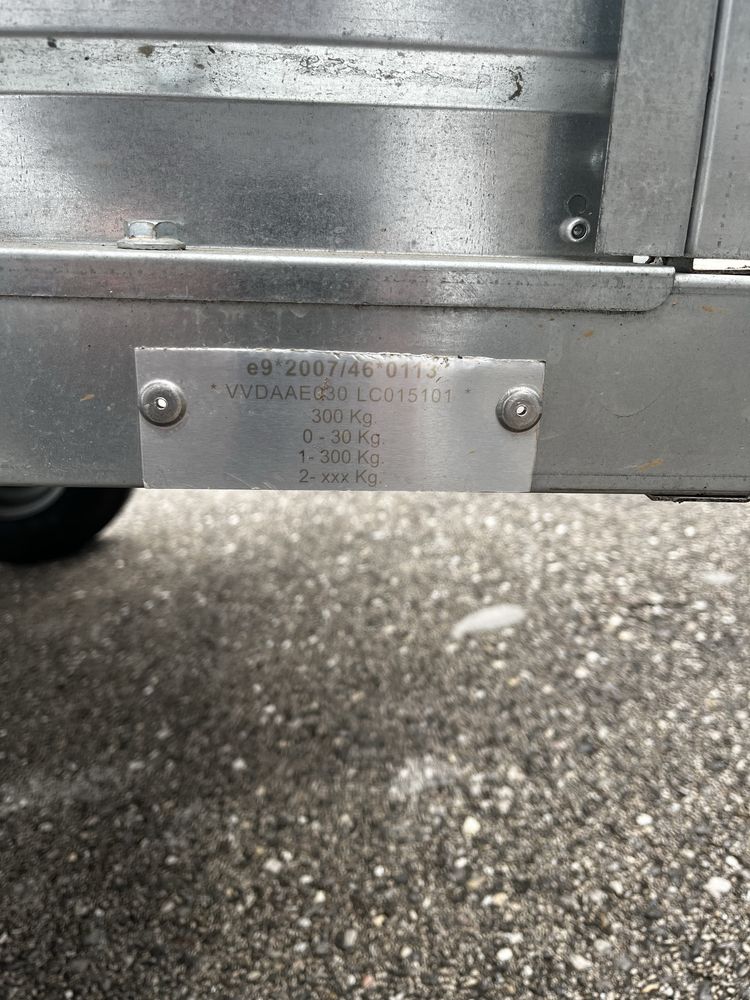 e9*2007/46*0113*
* VVDAAE030 LC015101 *
300 Kg.
0 - 30 Kg.
1- 300 Kg.
2- xxx Kg.